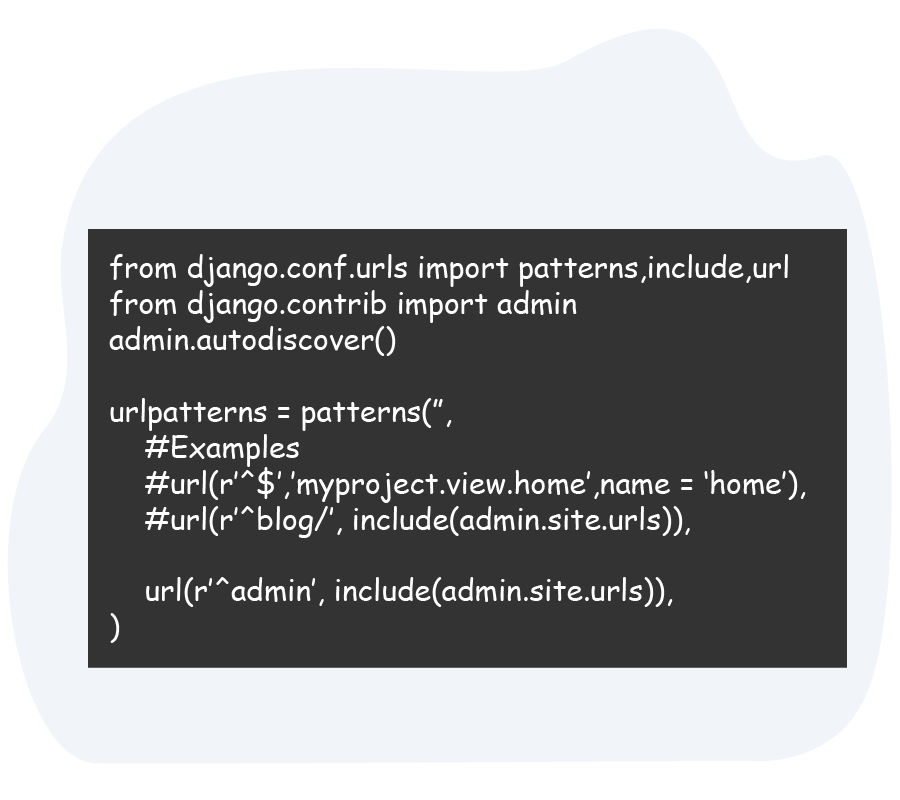 from django.conf.urls import patterns,include,url
from django.contrib import admin
admin.autodiscover()
urlpatterns = patterns(”,
#Examples
#url(r’^$’,’myproject.view.home’,name = ‘home’),
#url(r’^blog/’, include(admin.site.urls)),
url(r’^admin’, include(admin.site.urls)),
)